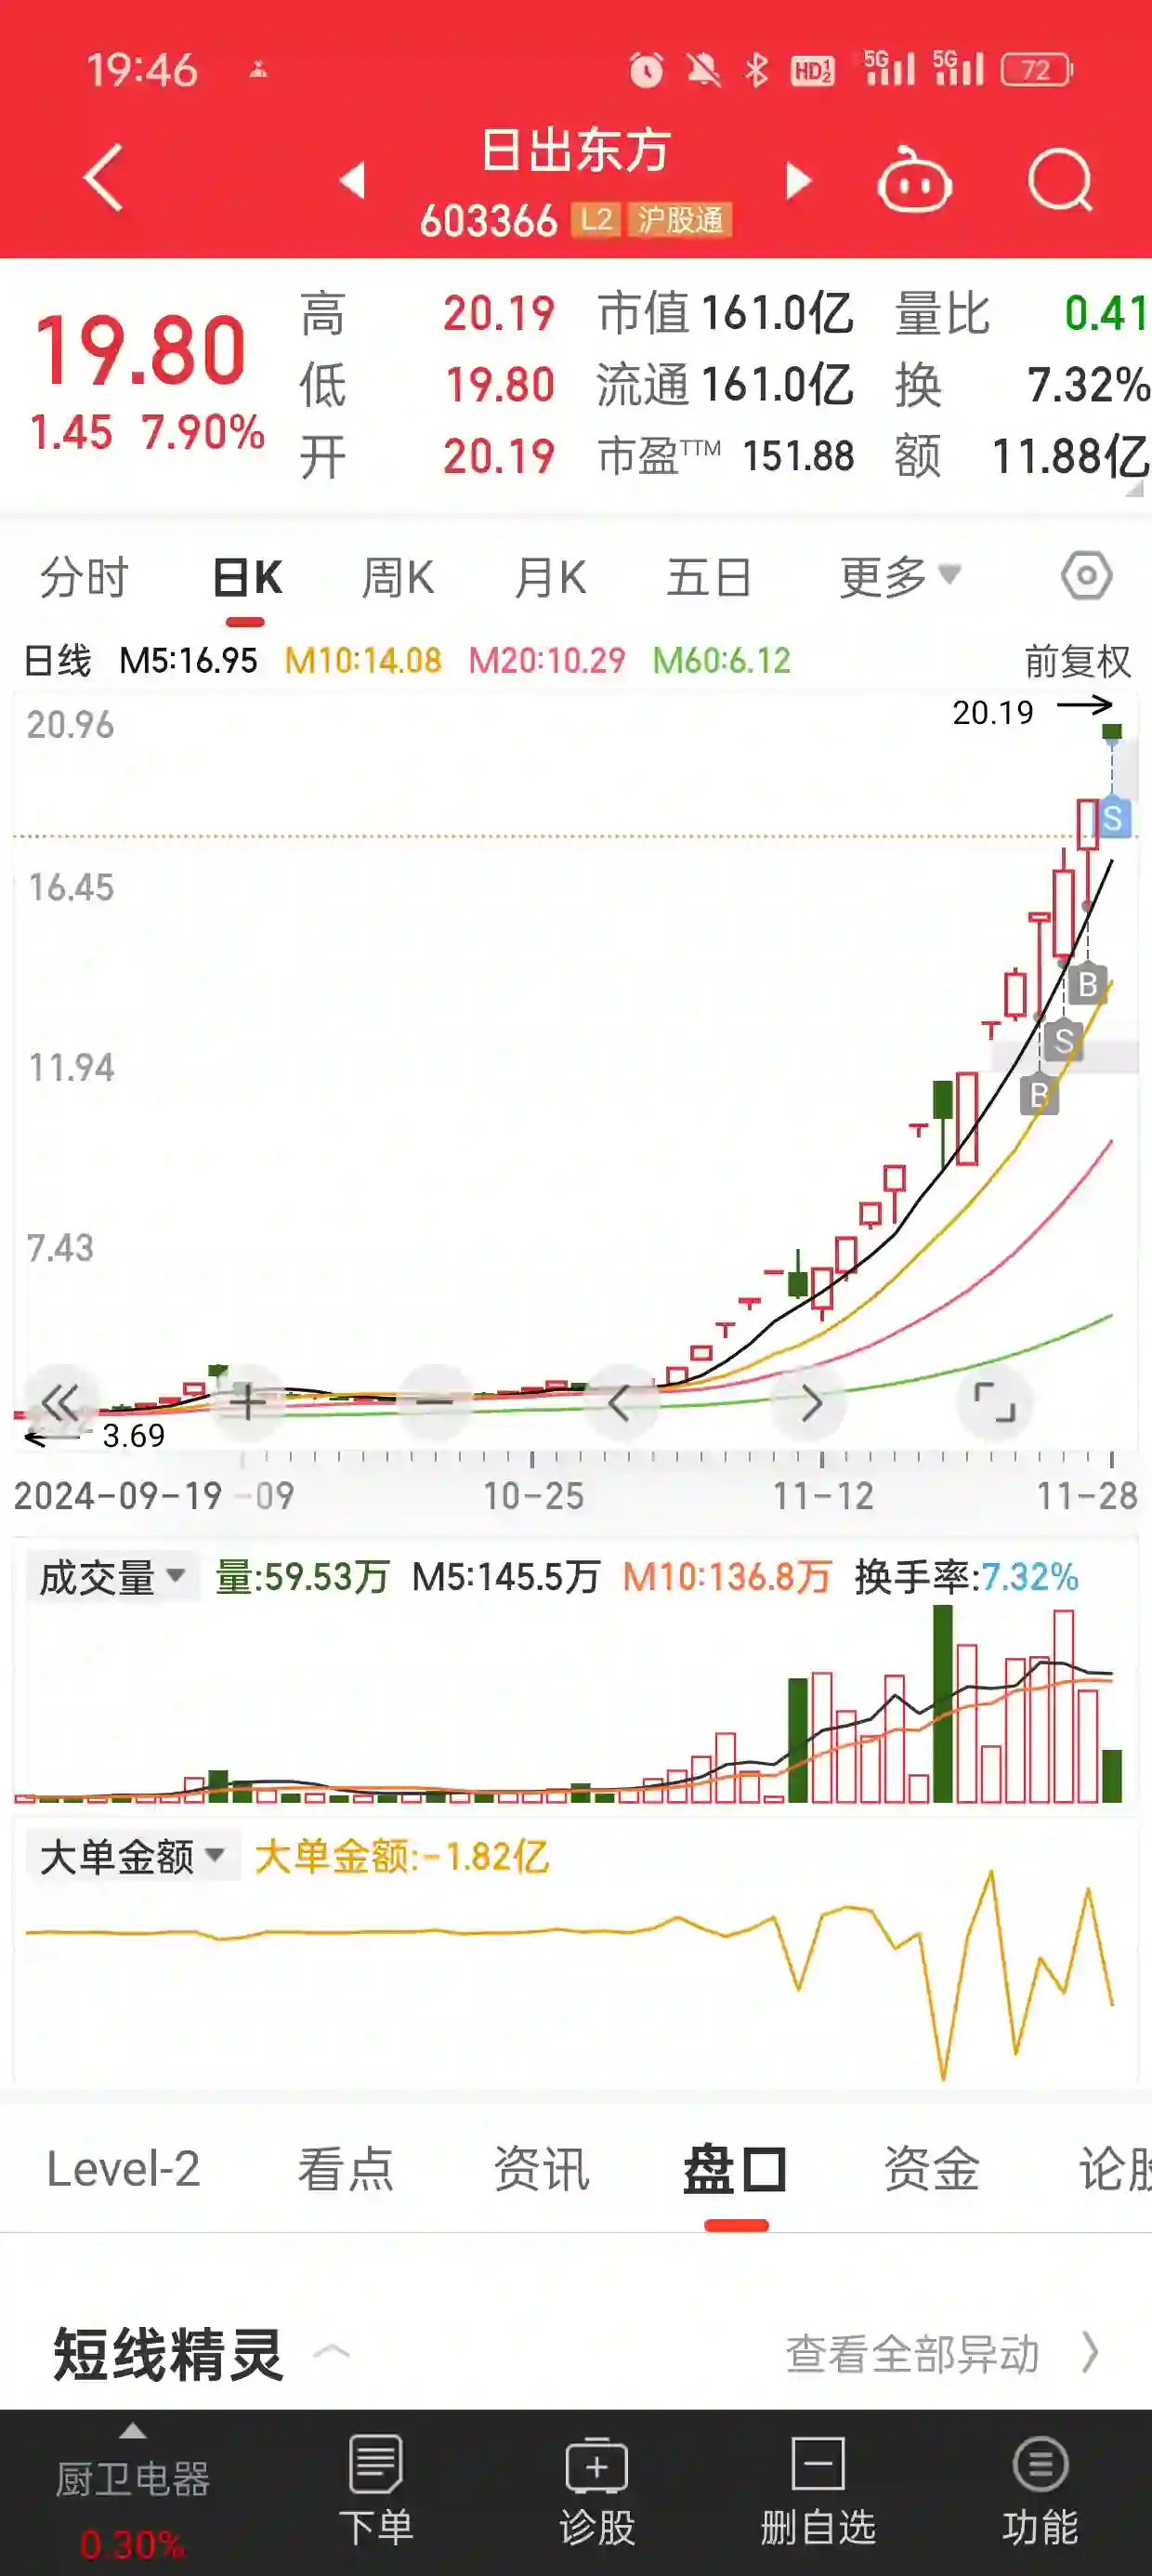 19:46 HD 1 2 5G 5G 72
日出东方
603366 L2 沪股通
19.80
1.45 7.90%
高 20.19 市值 161.0亿 量比 0.41
低 19.80 流通 161.0亿 换 7.32%
开 20.19 市盈TTM 151.88 额 11.88亿
分时 日K 周K 月K 五日 更多
日线 M5:16.95 M10:14.08 M20:10.29 M60:6.12 前复权
20.19
20.96
S
16.45
B
S
11.94
B
7.43
3.69
2024-09-19 -09 10-25 11-12 11-28
成交量 量:59.53万 M5:145.5万 M10:136.8万 换手率:7.32%
大单金额 大单金额:-1.82亿
Level-2 看点 资讯 盘口 资金 论股
短线精灵 查看全部异动
厨卫电器 0.30%
下单 诊股 删自选 功能